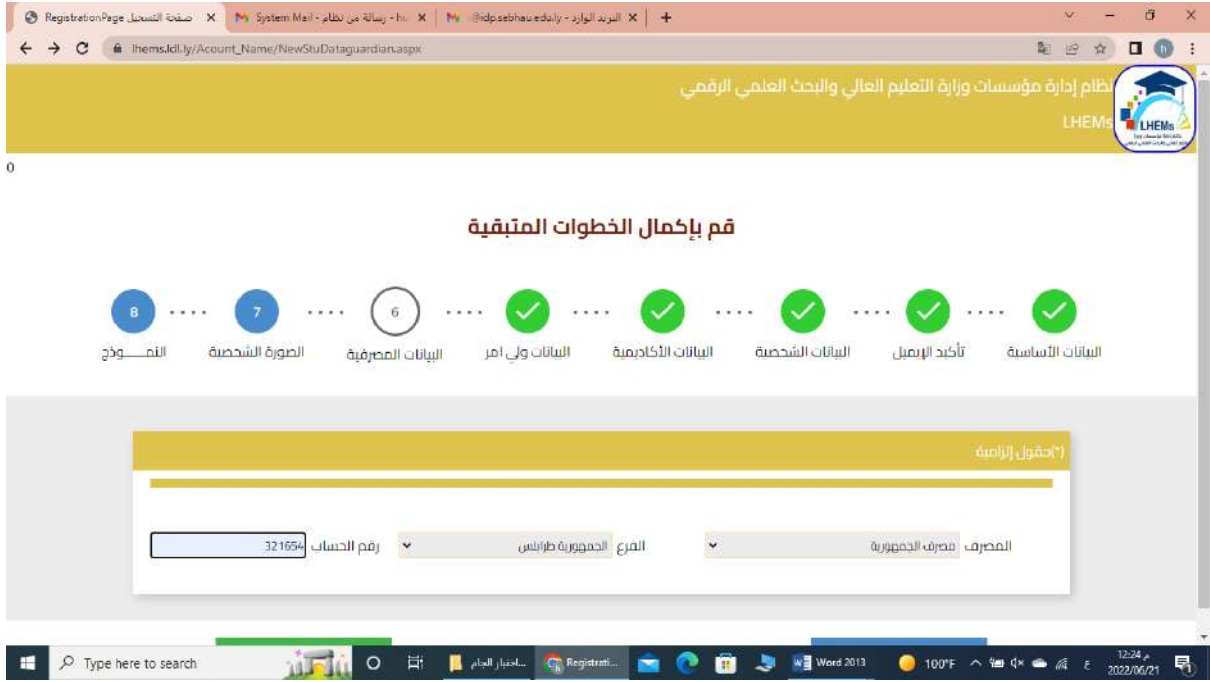 صفحة التسجيل RegistrationPage
رسالة من نظام - System Mail
البريد الوارد - @idp.sebhau.edu.ly
lhems.ldl.ly/Acount_Name/NewStuDataguardian.aspx
h
نظام إدارة مؤسسات وزارة التعليم العالي والبحث العلمي الرقمي
LHEMs
LHEMs
0
قم بإكمال الخطوات المتبقية
6 7 8
البيانات الأساسية تأكيد الإيميل البيانات الشخصية البيانات الأكاديمية البيانات ولي امر البيانات المصرفية الصورة الشخصية النمـــــوذج
(*)حقول إلزامية
المصرف مصرف الجمهورية الفرع الجمهورية طرابلس رقم الحساب 321654
Type here to search
اختبار الجام...
Registrati...
Word 2013
100°F
ع
12:24 م
2022/06/21